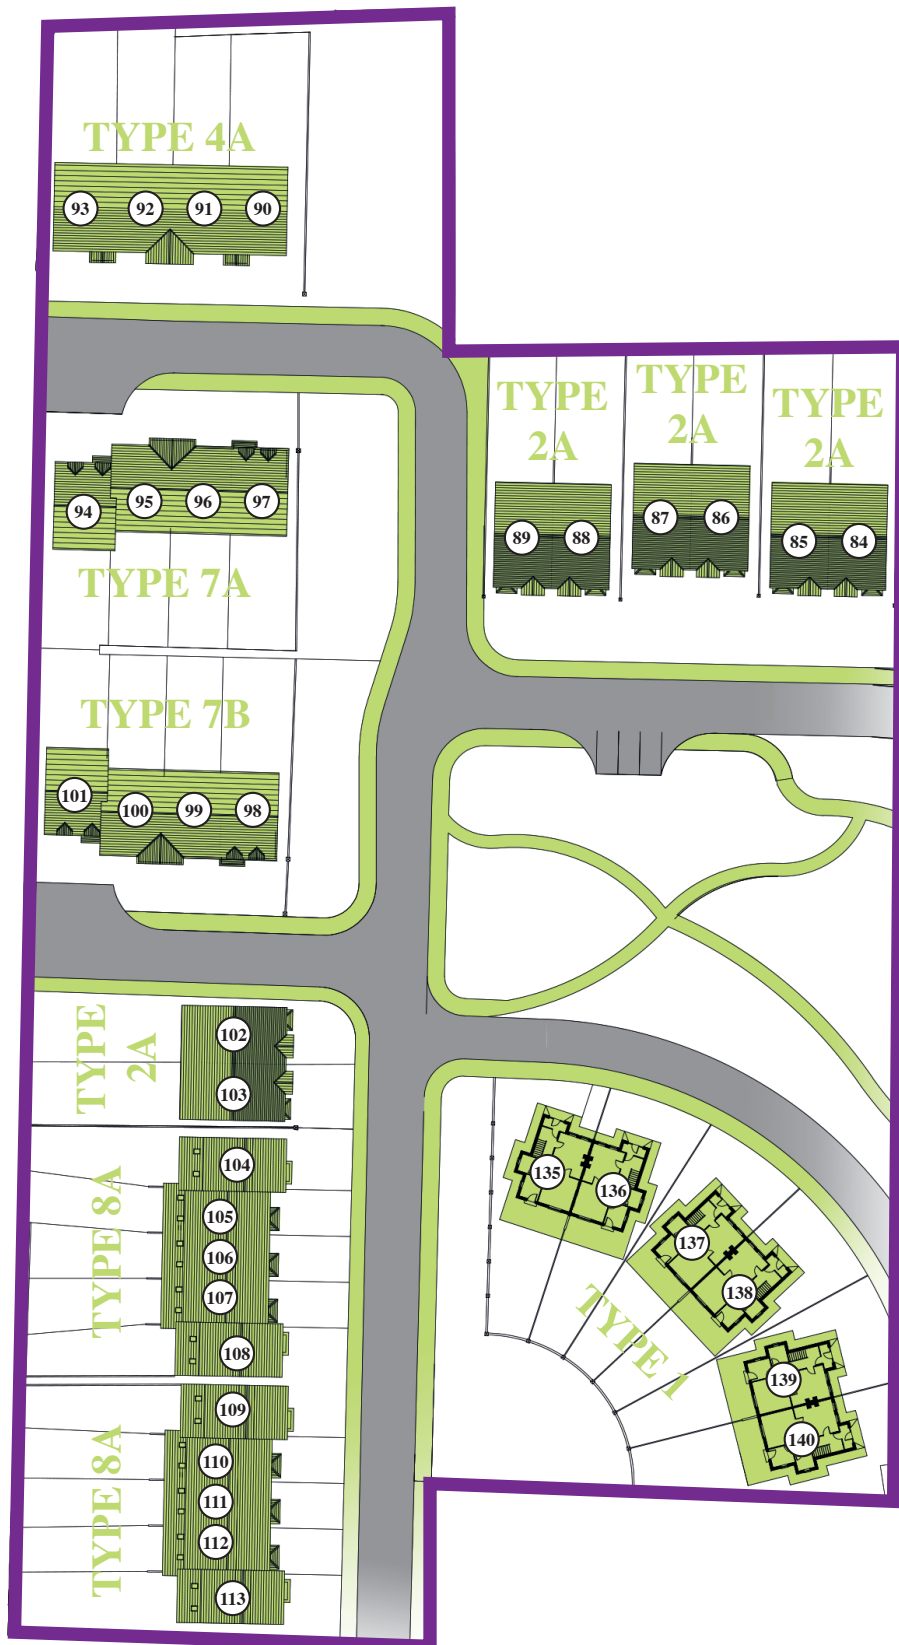 TYPE 4A
93 92 91 90
TYPE
2A
TYPE
2A
TYPE
2A
89 88 87 86 85 84
94 95 96 97
TYPE 7A
TYPE 7B
101 100 99 98
TYPE
2A
102
103
TYPE 8A
104
105
106
107
108
TYPE 8A
109
110
111
112
113
135 136
137
138
TYPE 1
139
140